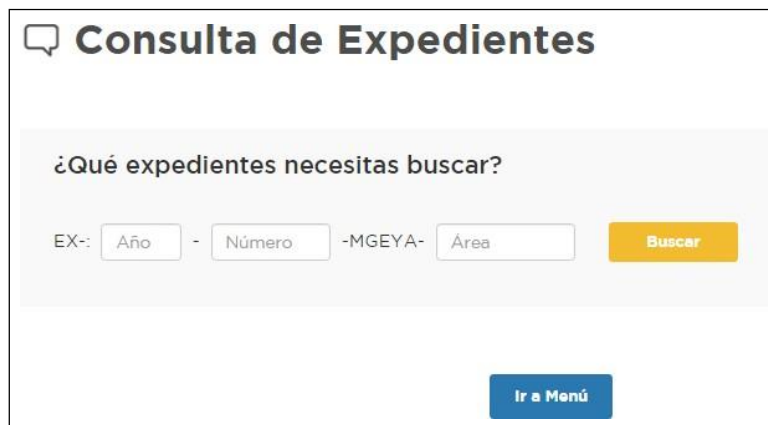 Consulta de Expedientes
¿Qué expedientes necesitas buscar?
EX-: Año - Número -MGEYA- Área Buscar
Ir a Menú